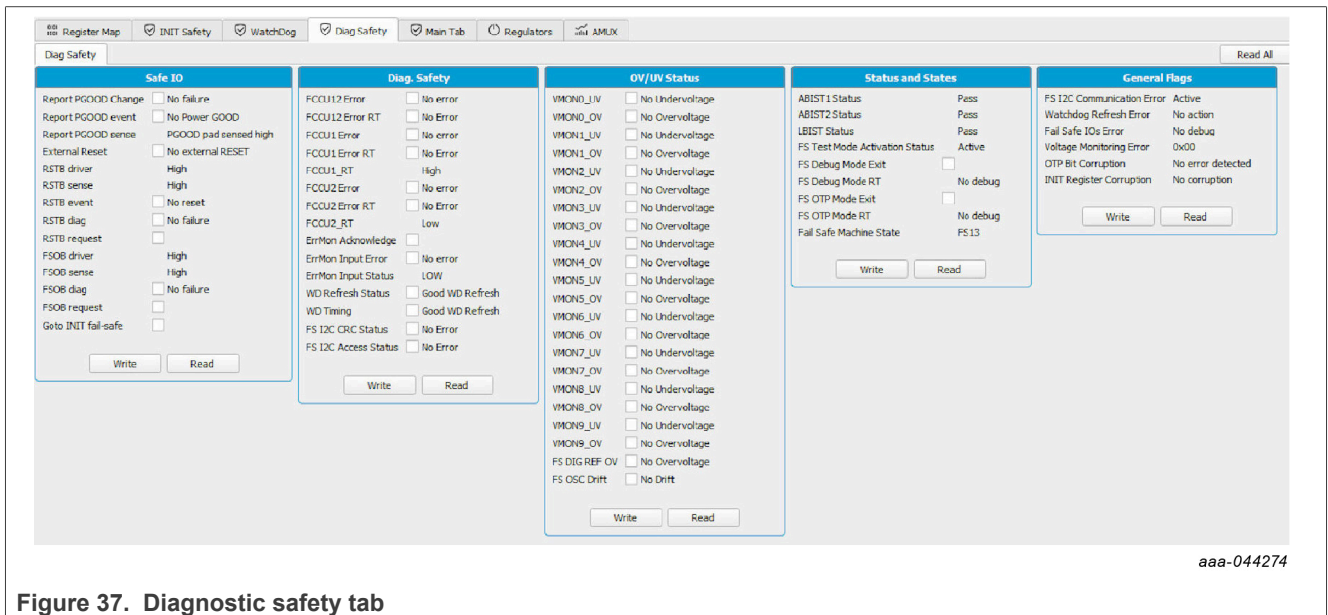 Register Map INIT Safety WatchDog Diag Safety Main Tab Regulators AMUX
Diag Safety Read All
Safe IO
Report PGOOD Change No failure
Report PGOOD event No Power GOOD
Report PGOOD sense PGOOD pad sensed high
External Reset No external RESET
RSTB driver High
RSTB sense High
RSTB event No reset
RSTB diag No failure
RSTB request
FSOB driver High
FSOB sense High
FSOB diag No failure
FSOB request
Goto INIT fail-safe
Write Read
Diag. Safety
FCCU12 Error No error
FCCU12 Error RT No Error
FCCU1 Error No error
FCCU1 Error RT No Error
FCCU1_RT High
FCCU2 Error No error
FCCU2 Error RT No Error
FCCU2_RT Low
ErrMon Acknowledge
ErrMon Input Error No error
ErrMon Input Status LOW
WD Refresh Status Good WD Refresh
WD Timing Good WD Refresh
FS I2C CRC Status No Error
FS I2C Access Status No Error
Write Read
OV/UV Status
VMON0_UV No Undervoltage
VMON0_OV No Overvoltage
VMON1_UV No Undervoltage
VMON1_OV No Overvoltage
VMON2_UV No Undervoltage
VMON2_OV No Overvoltage
VMON3_UV No Undervoltage
VMON3_OV No Overvoltage
VMON4_UV No Undervoltage
VMON4_OV No Overvoltage
VMON5_UV No Undervoltage
VMON5_OV No Overvoltage
VMON6_UV No Undervoltage
VMON6_OV No Overvoltage
VMON7_UV No Undervoltage
VMON7_OV No Overvoltage
VMON8_UV No Undervoltage
VMON8_OV No Overvoltage
VMON9_UV No Undervoltage
VMON9_OV No Overvoltage
FS DIG REF OV No Overvoltage
FS OSC Drift No Drift
Write Read
Status and States
ABIST1 Status Pass
ABIST2 Status Pass
LBIST Status Pass
FS Test Mode Activation Status Active
FS Debug Mode Exit
FS Debug Mode RT No debug
FS OTP Mode Exit
FS OTP Mode RT No debug
Fail Safe Machine State FS13
Write Read
General Flags
FS I2C Communication Error Active
Watchdog Refresh Error No action
Fail Safe IOs Error No debug
Voltage Monitoring Error 0x00
OTP Bit Corruption No error detected
INIT Register Corruption No corruption
Write Read
aaa-044274
Figure 37. Diagnostic safety tab